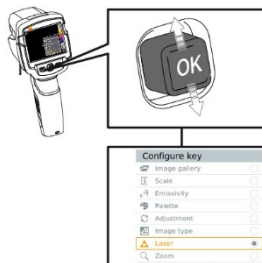 OK
Configure key
Image gallery
Scale
Emissivity
Palette
Adjustment
Image type
Laser
Zoom